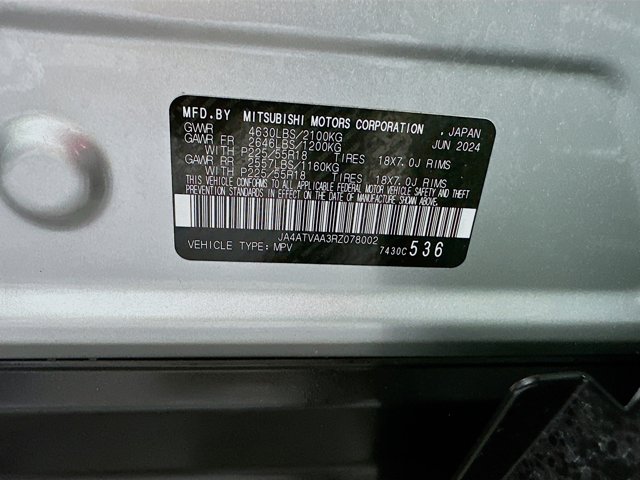 MFD.BY MITSUBISHI MOTORS CORPORATION , JAPAN
GVWR 4630LBS/2100KG JUN 2024
GAWR FR 2646LBS/1200KG
WITH P225/55R18 TIRES 18X7.0J RIMS
GAWR RR 2557LBS/1160KG
WITH P225/55R18 TIRES 18X7.0J RIMS
THIS VEHICLE CONFORMS TO ALL APPLICABLE FEDERAL MOTOR VEHICLE SAFETY AND THEFT
PREVENTION STANDARDS IN EFFECT ON THE DATE OF MANUFACTURE SHOWN ABOVE.
JA4ATVAA3RZ078002
VEHICLE TYPE: MPV 7430C 536